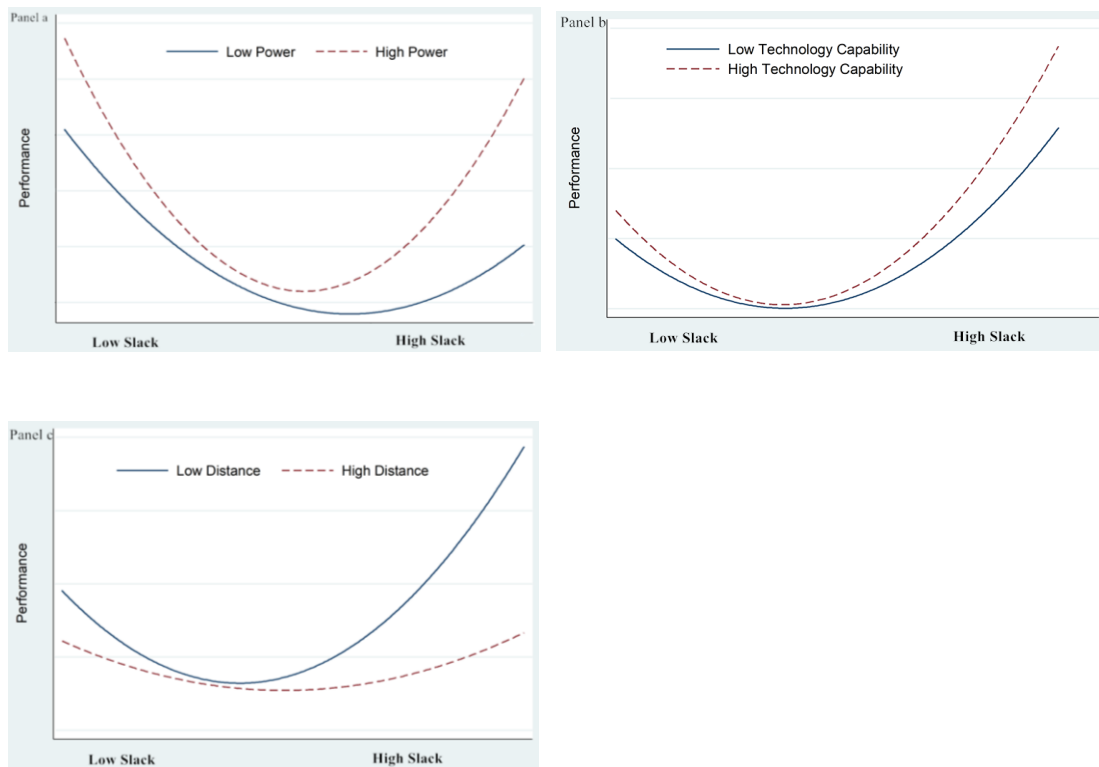 Panel a
Low Power
High Power
Performance
Low Slack
High Slack
Panel b
Low Technology Capability
High Technology Capability
Performance
Low Slack
High Slack
Panel c
Low Distance
High Distance
Performance
Low Slack
High Slack